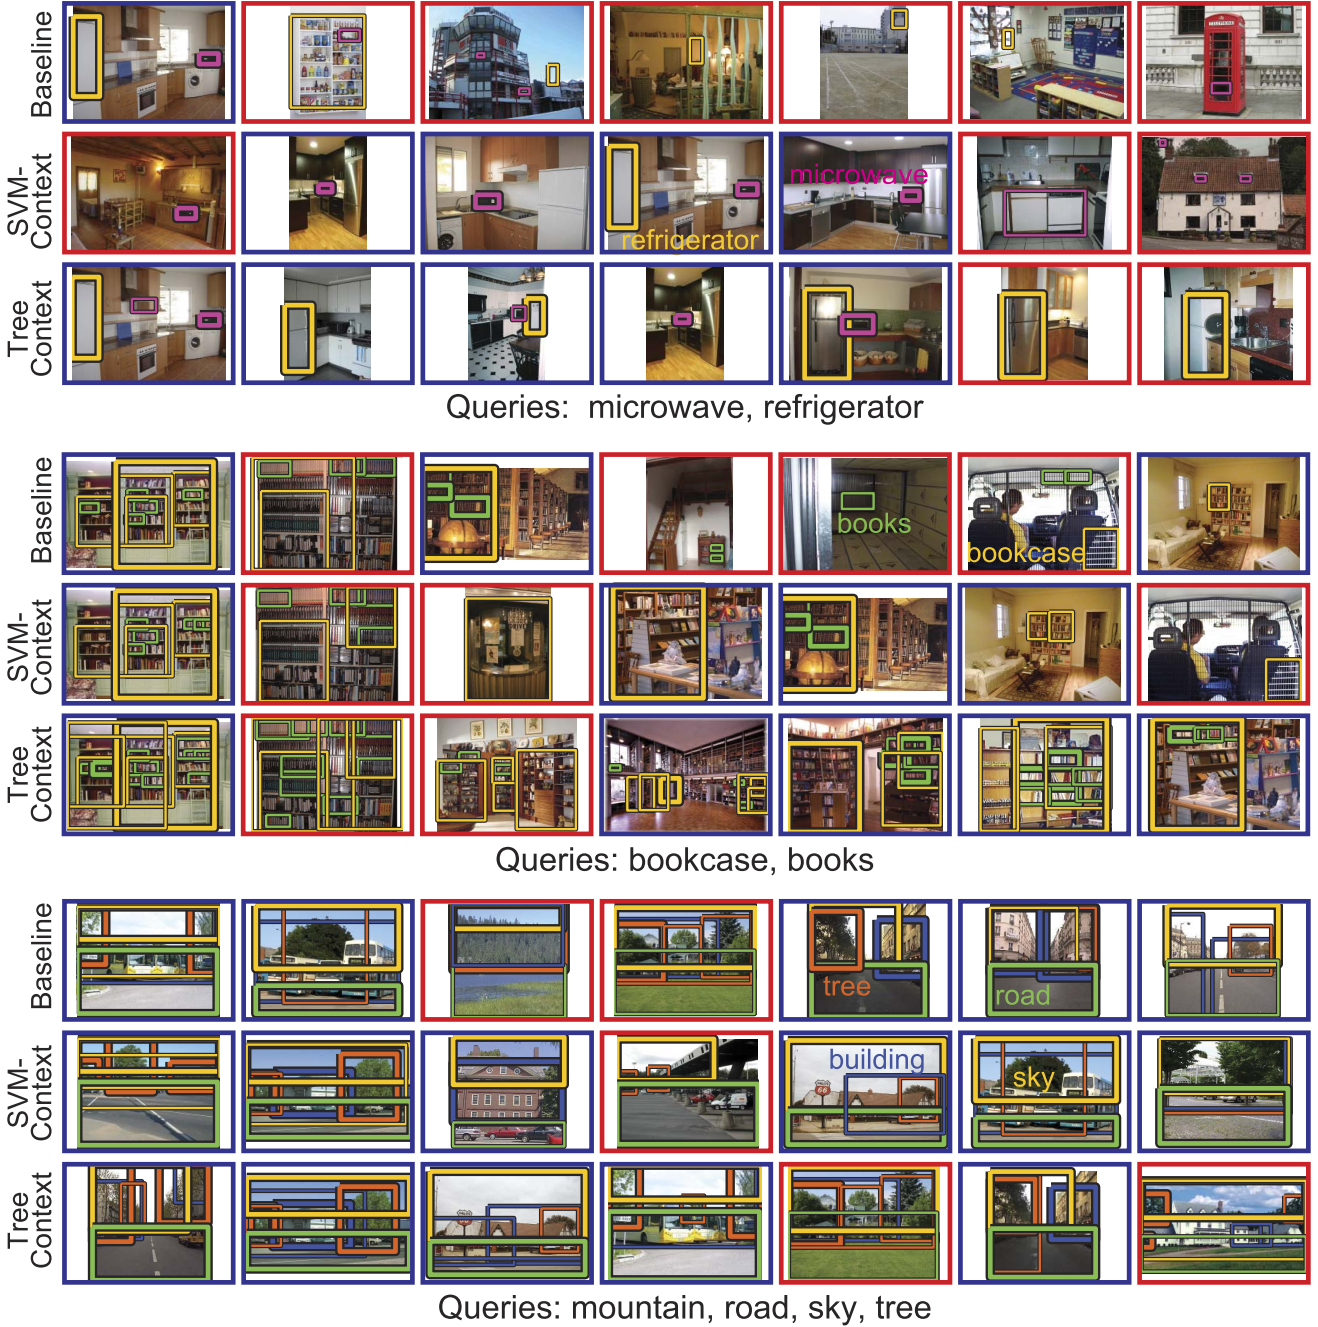 Baseline
SVM-
Context
microwave
refrigerator
Tree
Context
Queries: microwave, refrigerator
Baseline
books
bookcase
SVM-
Context
Tree
Context
Queries: bookcase, books
Baseline
tree
road
SVM-
Context
building
sky
66
Tree
Context
Queries: mountain, road, sky, tree